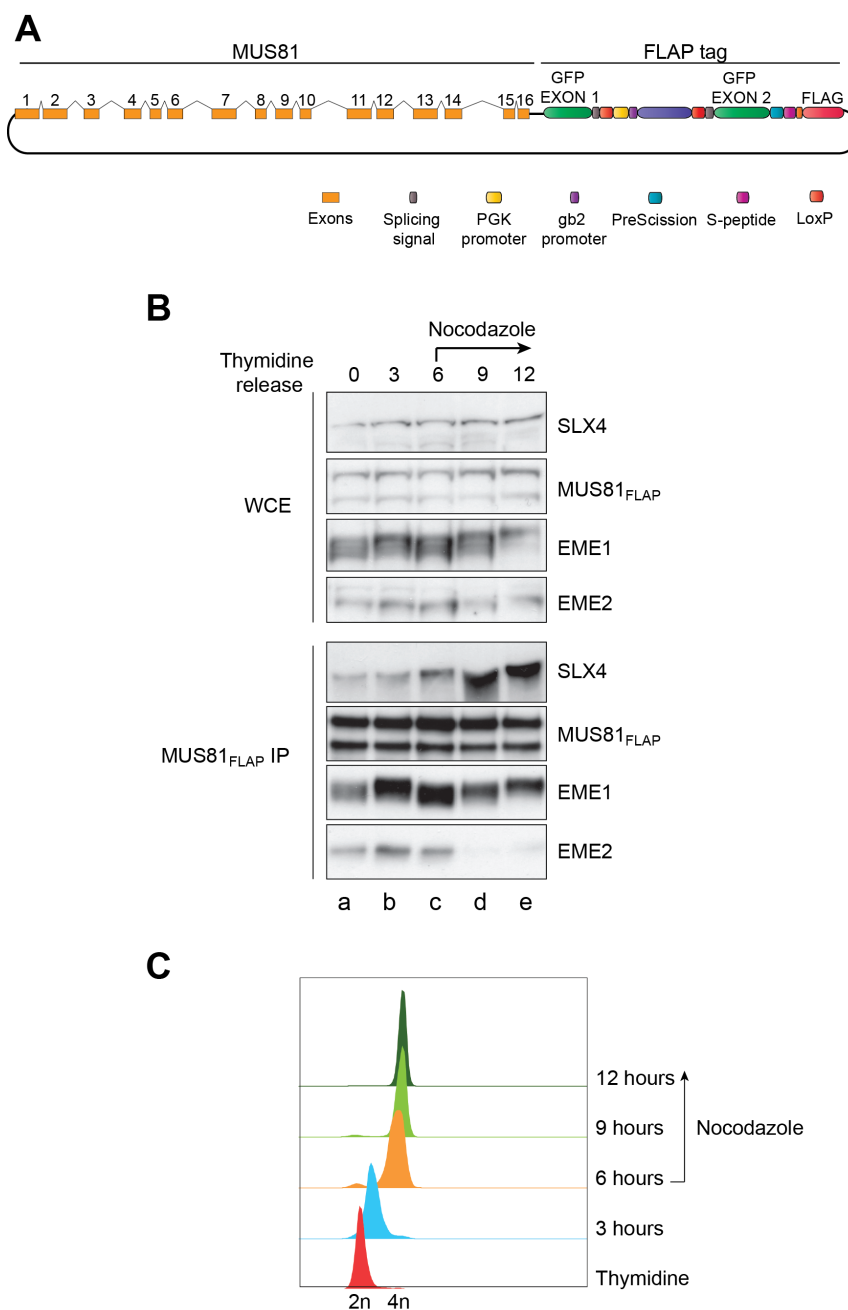 A
MUS81
FLAP tag
GFP
EXON 1
GFP
EXON 2
FLAG
1 2 3 4 5 6 7 8 9 10 11 12 13 14 15 16
Exons
Splicing
signal
PGK
promoter
gb2
promoter
PreScission
S-peptide
LoxP
B
Nocodazole
Thymidine
release
0 3 6 9 12
WCE
SLX4
MUS81FLAP
EME1
EME2
MUS81FLAP IP
SLX4
MUS81FLAP
EME1
EME2
a b c d e
C
12 hours
9 hours
Nocodazole
6 hours
3 hours
Thymidine
2n 4n